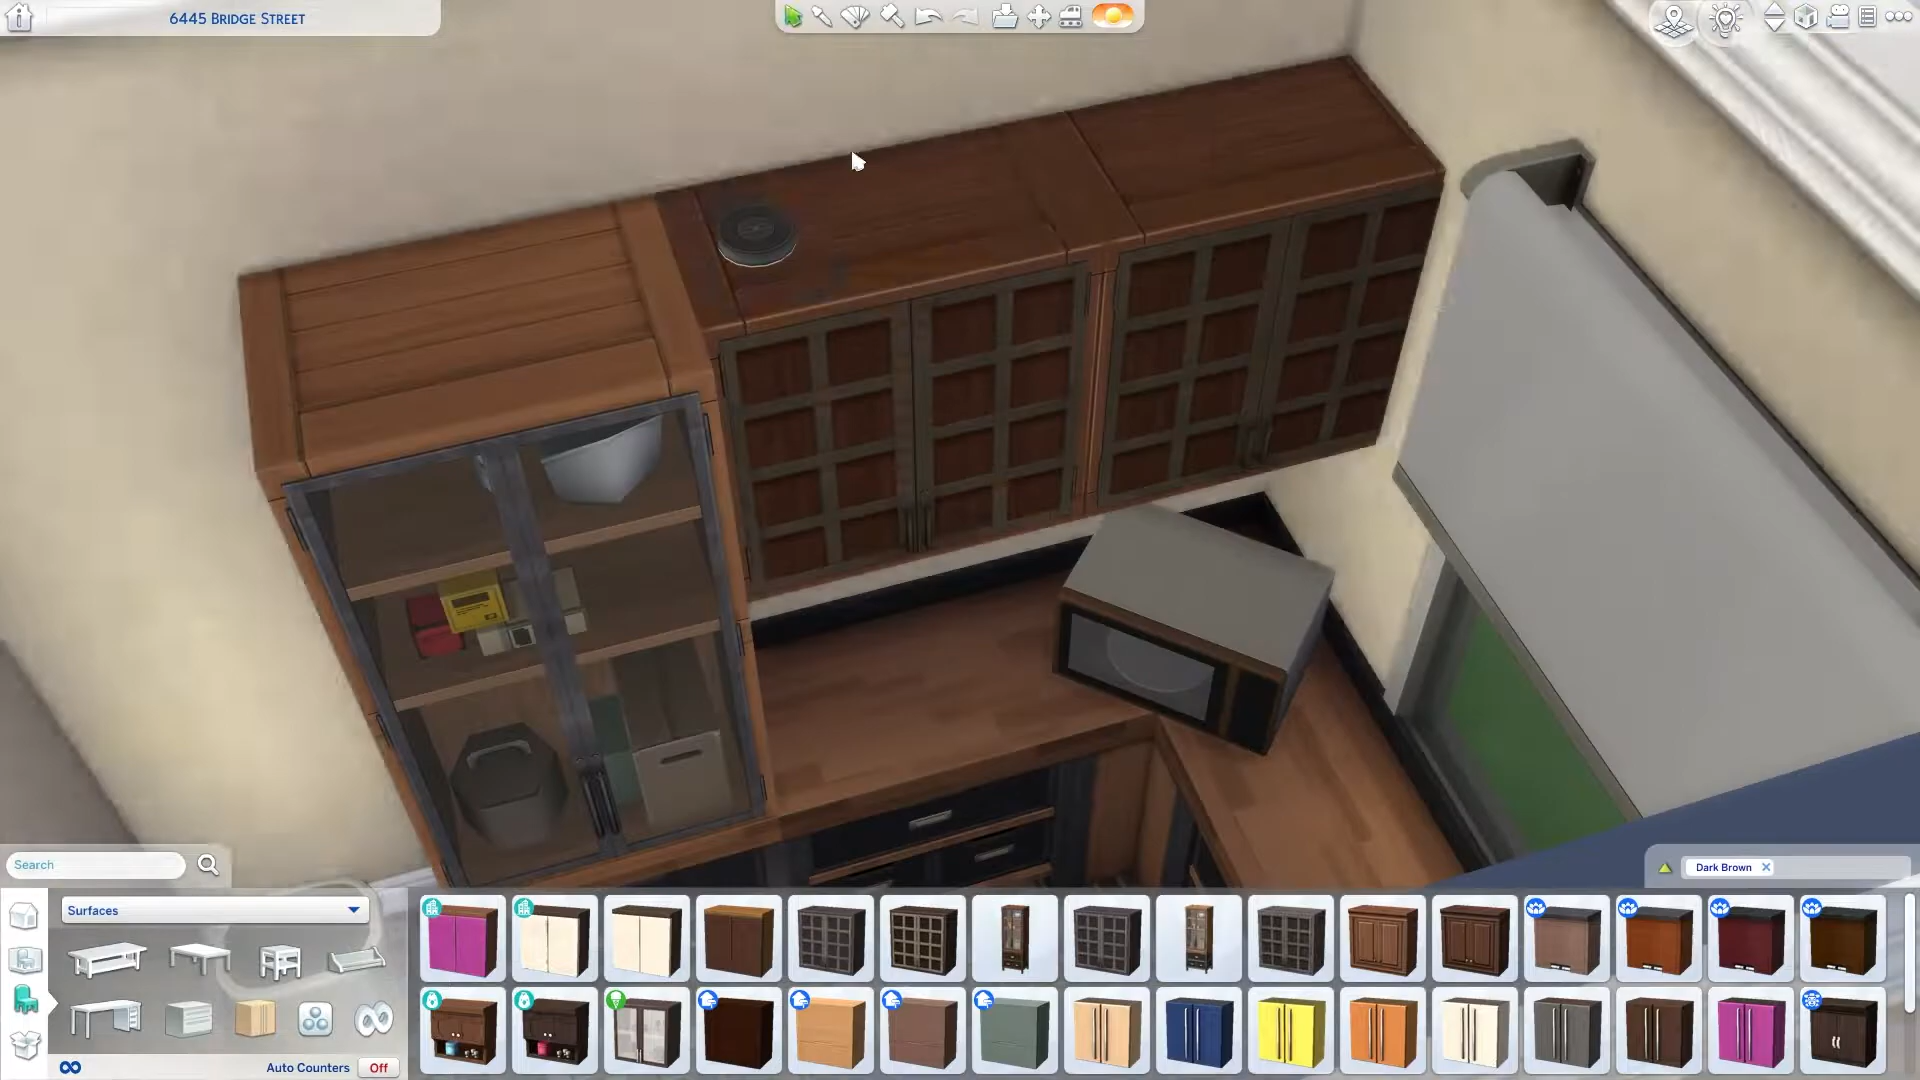 6445 BRIDGE STREET
Search
Dark Brown ✕
Surfaces
Auto Counters Off